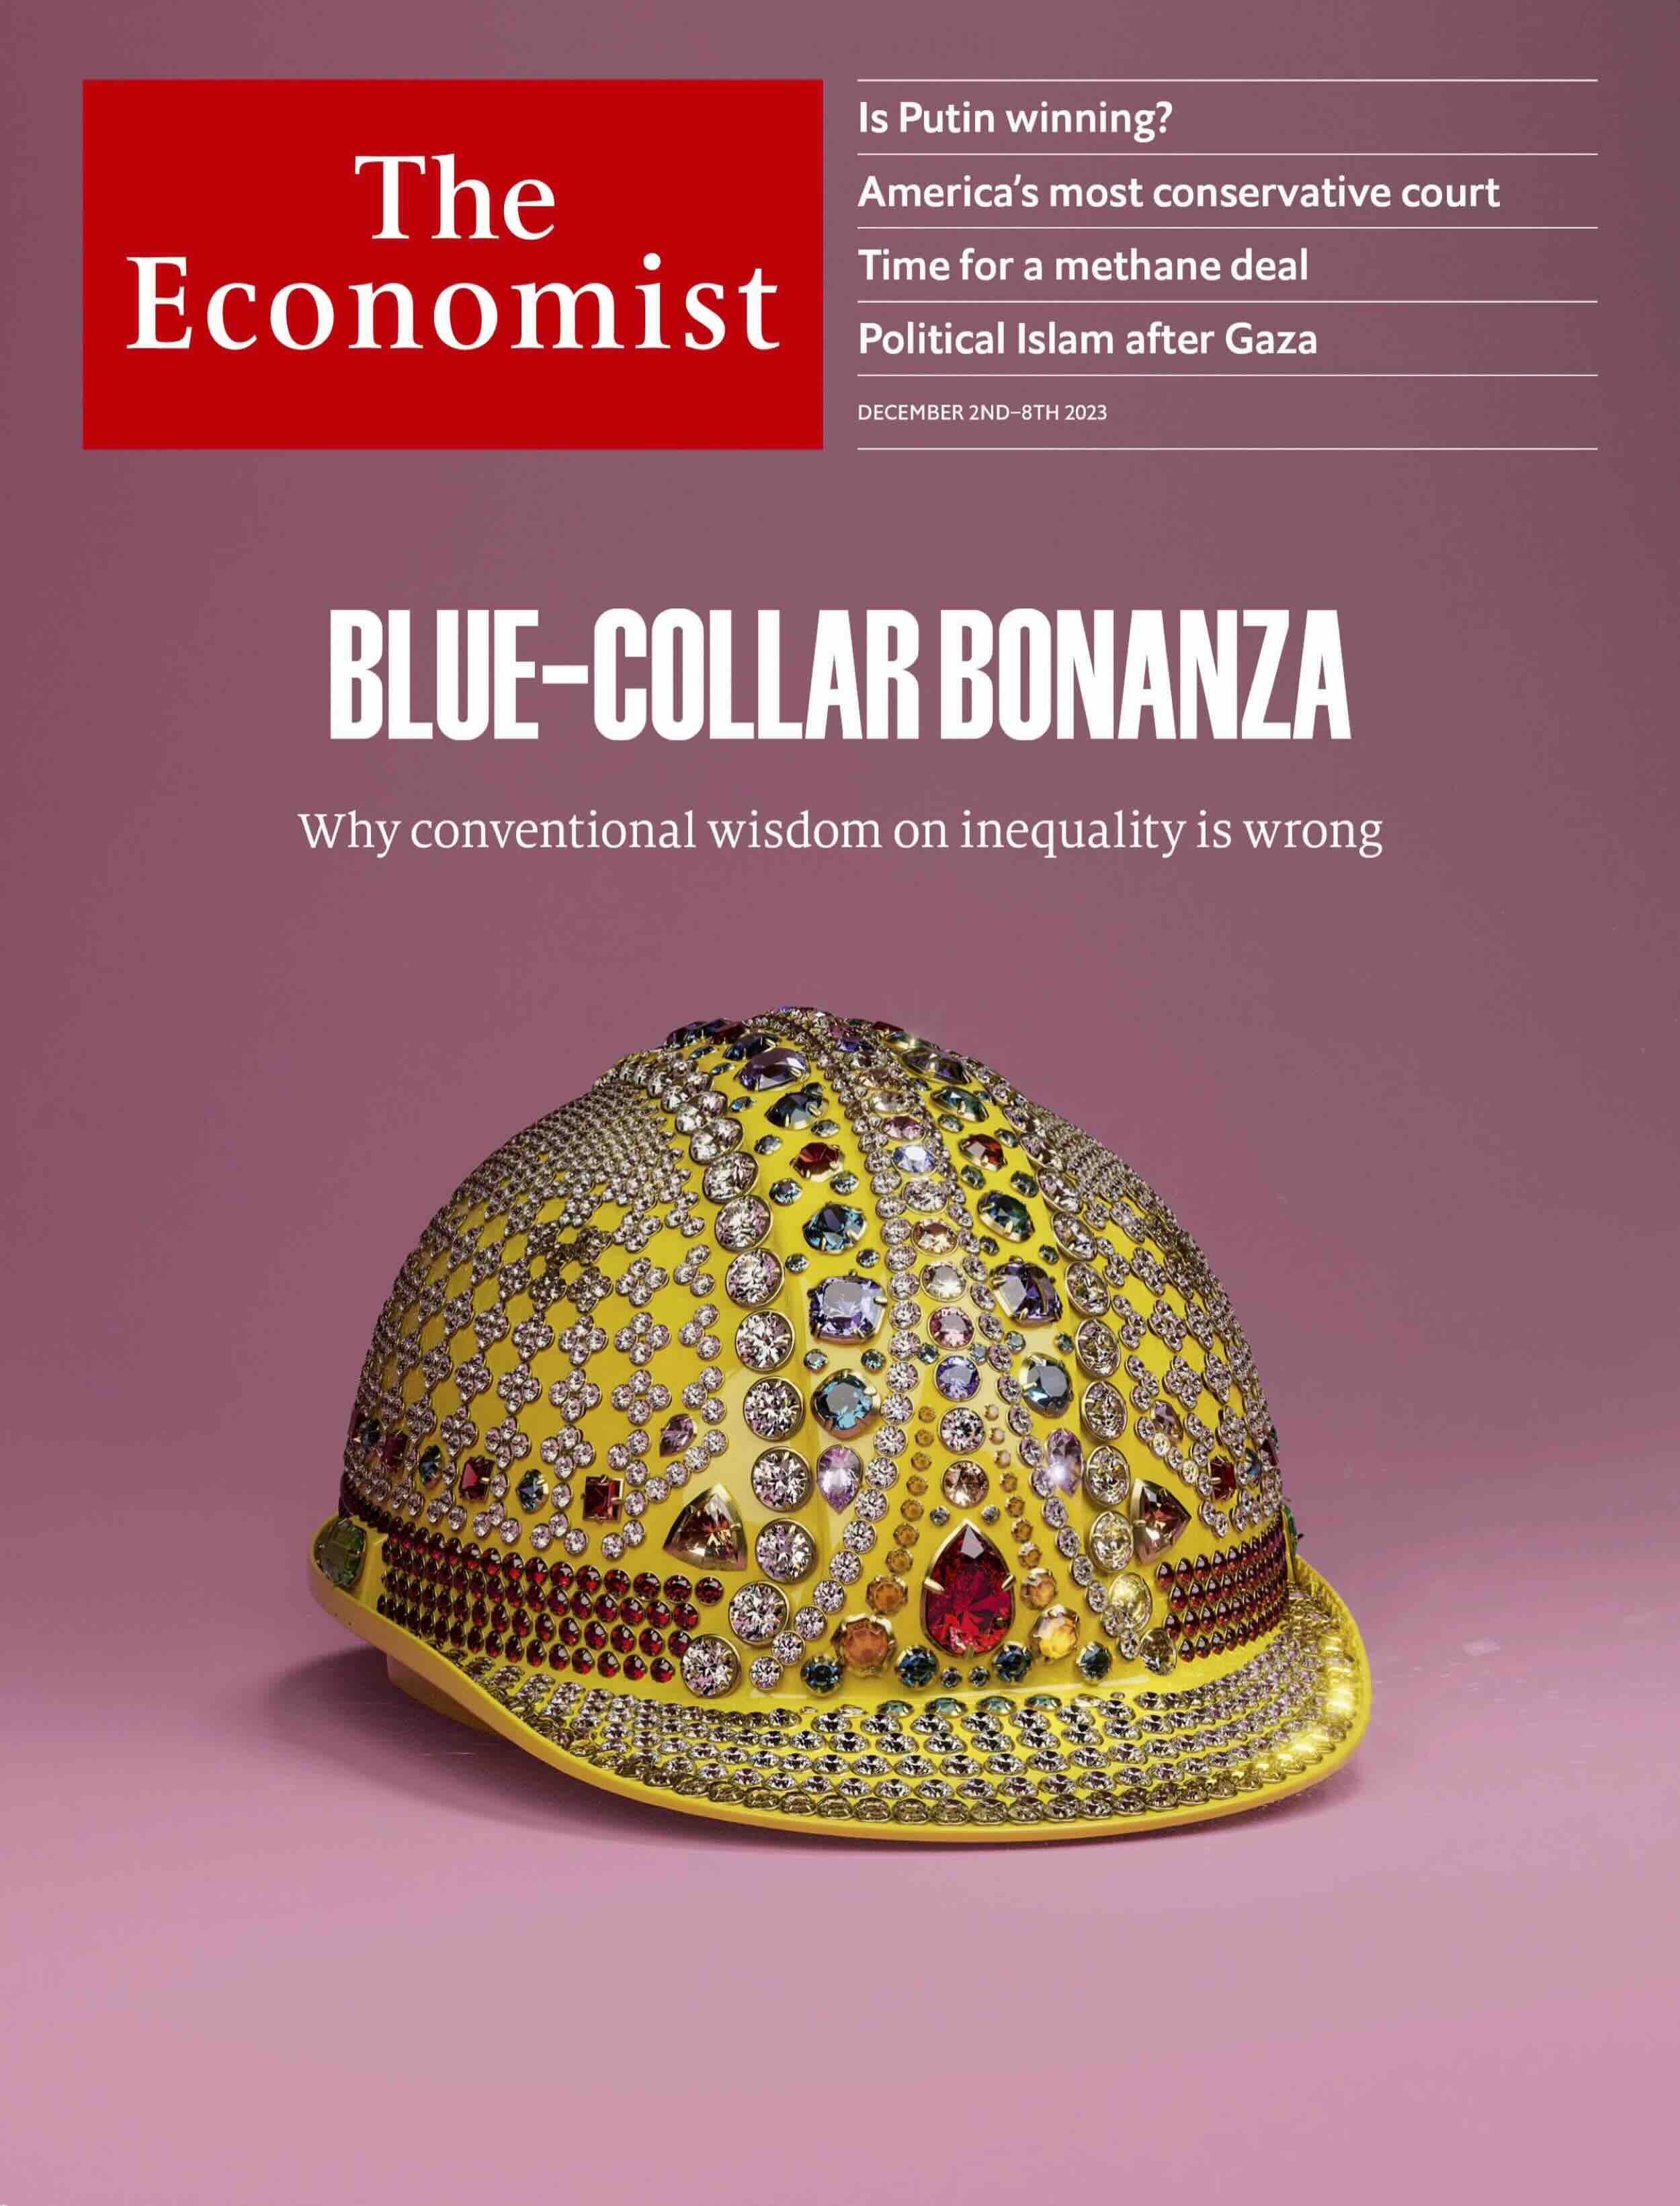 The
Economist
Is Putin winning?
America's most conservative court
Time for a methane deal
Political Islam after Gaza
DECEMBER 2ND–8TH 2023
BLUE-COLLAR BONANZA
Why conventional wisdom on inequality is wrong